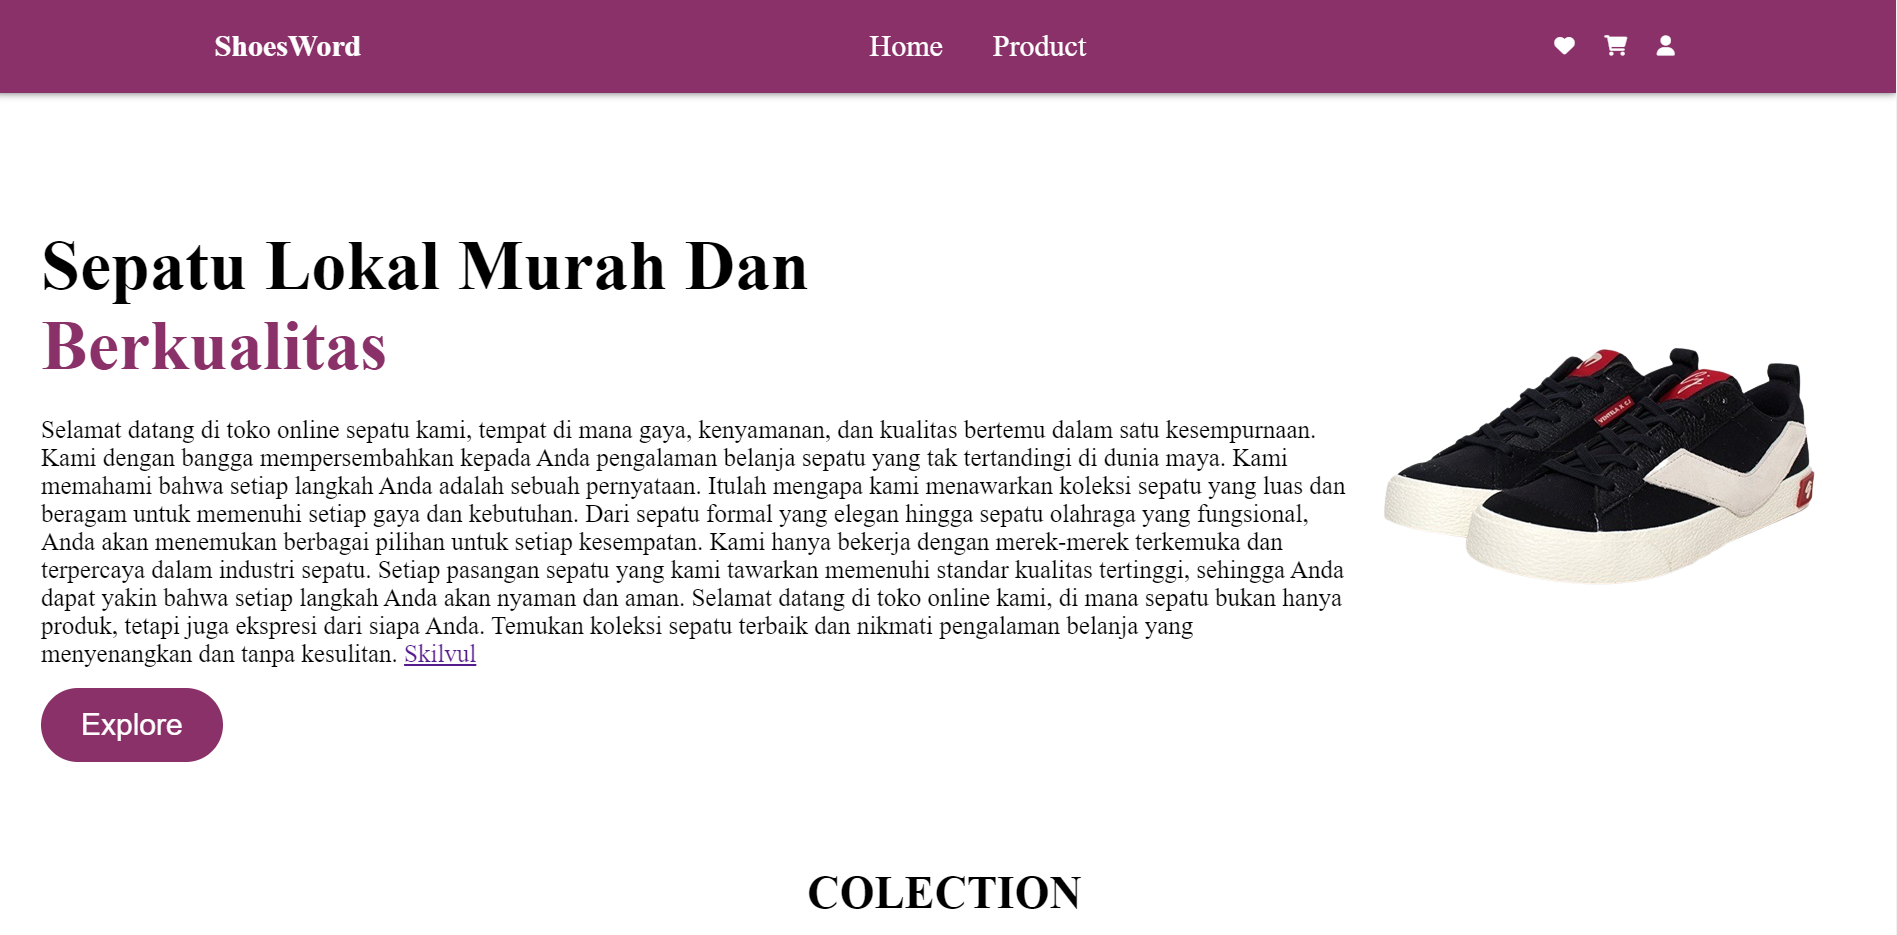 ShoesWord
Home Product
Sepatu Lokal Murah Dan
Berkualitas
Selamat datang di toko online sepatu kami, tempat di mana gaya, kenyamanan, dan kualitas bertemu dalam satu kesempurnaan.
Kami dengan bangga mempersembahkan kepada Anda pengalaman belanja sepatu yang tak tertandingi di dunia maya. Kami
memahami bahwa setiap langkah Anda adalah sebuah pernyataan. Itulah mengapa kami menawarkan koleksi sepatu yang luas dan
beragam untuk memenuhi setiap gaya dan kebutuhan. Dari sepatu formal yang elegan hingga sepatu olahraga yang fungsional,
Anda akan menemukan berbagai pilihan untuk setiap kesempatan. Kami hanya bekerja dengan merek-merek terkemuka dan
terpercaya dalam industri sepatu. Setiap pasangan sepatu yang kami tawarkan memenuhi standar kualitas tertinggi, sehingga Anda
dapat yakin bahwa setiap langkah Anda akan nyaman dan aman. Selamat datang di toko online kami, di mana sepatu bukan hanya
produk, tetapi juga ekspresi dari siapa Anda. Temukan koleksi sepatu terbaik dan nikmati pengalaman belanja yang
menyenangkan dan tanpa kesulitan. Skilvul
VENTELA X CJ
Explore
COLECTION